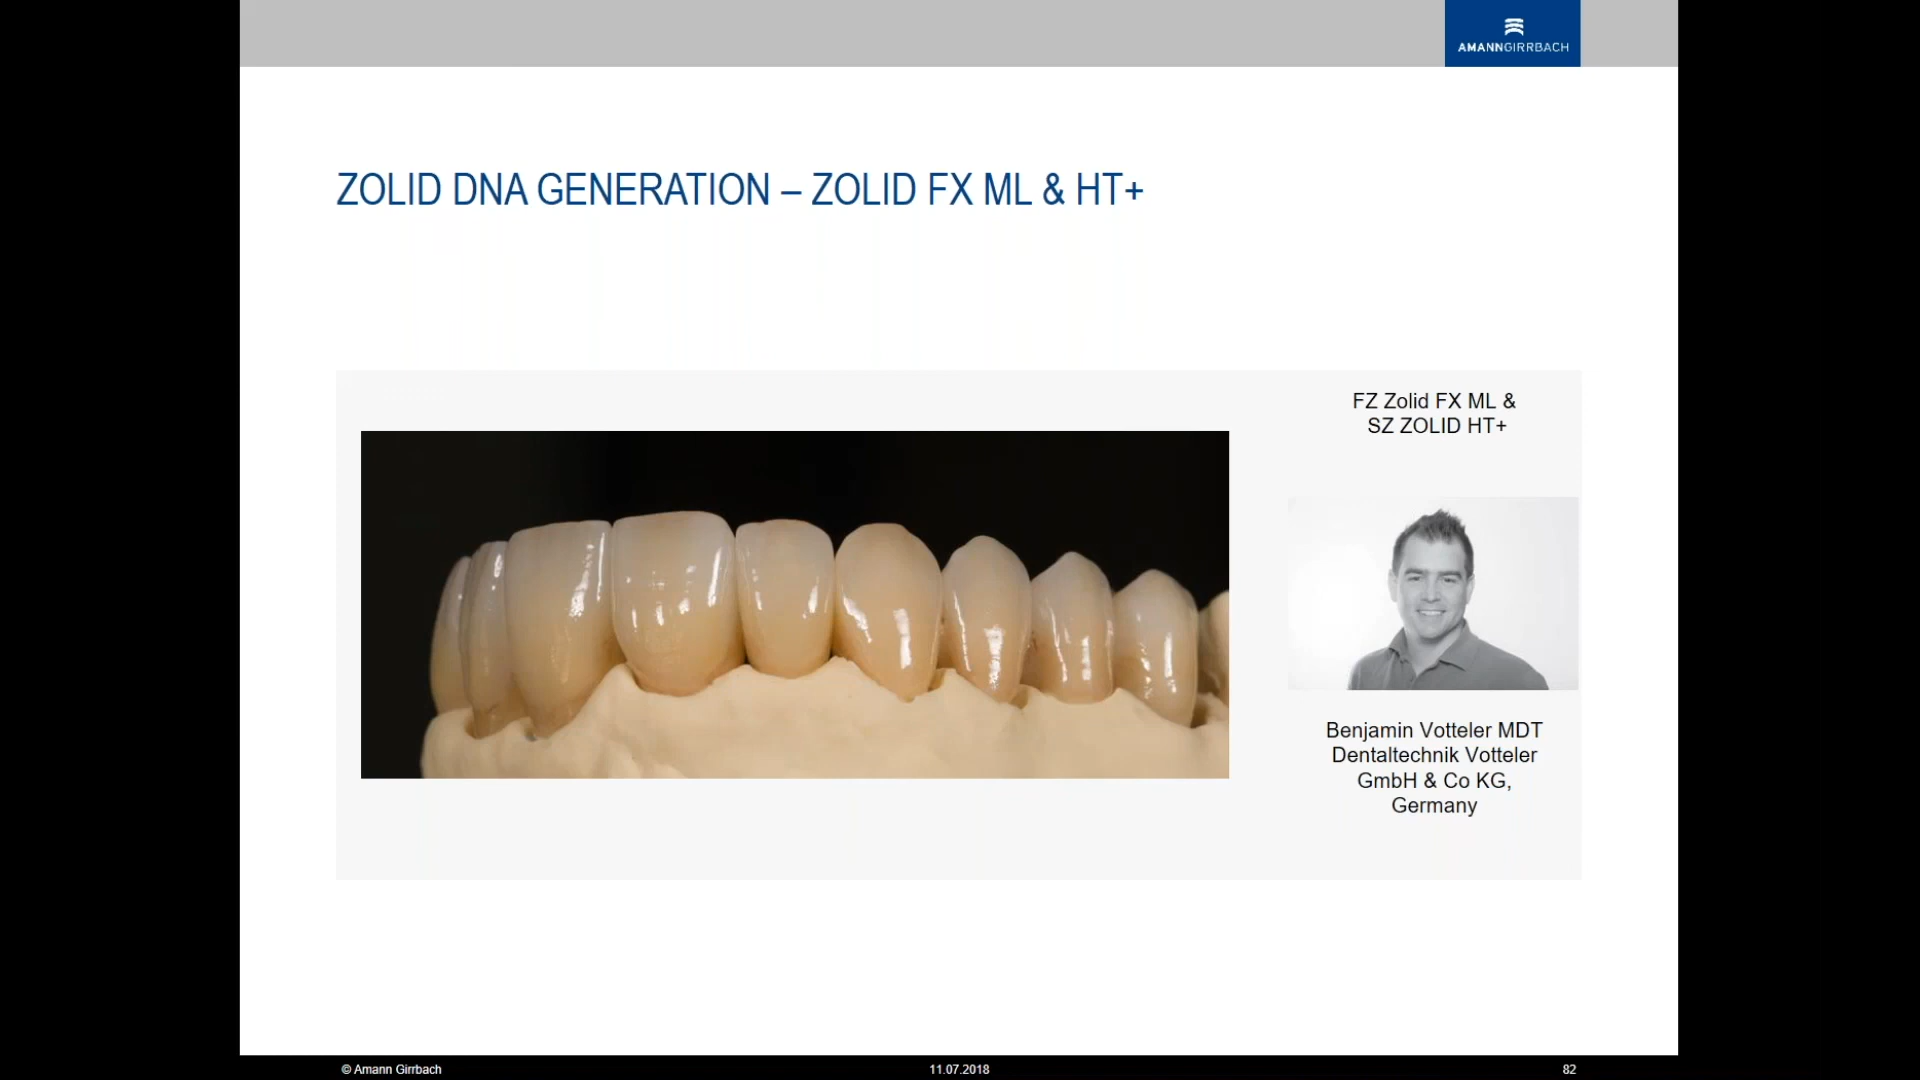 AMANNGIRRBACH
ZOLID DNA GENERATION – ZOLID FX ML & HT+
FZ Zolid FX ML &
SZ ZOLID HT+
Benjamin Votteler MDT
Dentaltechnik Votteler
GmbH & Co KG,
Germany
© Amann Girrbach
11.07.2018
82